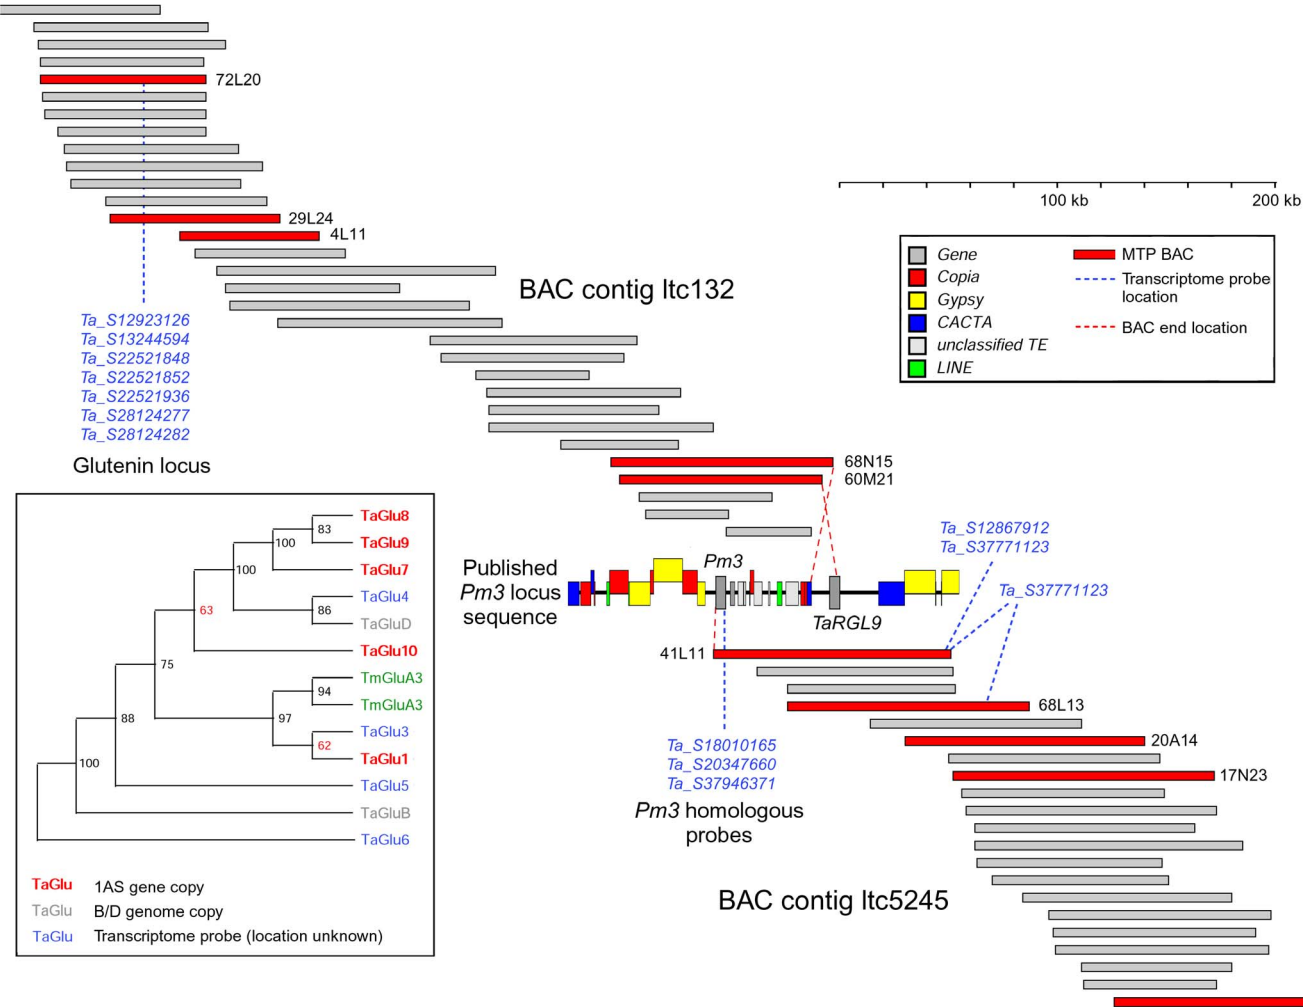 72L20
29L24
4L11
100 kb
200 kb
Gene
Copia
Gypsy
CACTA
unclassified TE
LINE
MTP BAC
Transcriptome probe
location
BAC end location
BAC contig ltc132
Ta_S12923126
Ta_S13244594
Ta_S22521848
Ta_S22521852
Ta_S22521936
Ta_S28124277
Ta_S28124282
Glutenin locus
68N15
60M21
Published
Pm3 locus
sequence
Pm3
TaRGL9
Ta_S12867912
Ta_S37771123
Ta_S37771123
41L11
68L13
20A14
17N23
Ta_S18010165
Ta_S20347660
Ta_S37946371
Pm3 homologous
probes
BAC contig ltc5245
TaGlu8
83
TaGlu9
100
TaGlu7
100
TaGlu4
63
86
TaGluD
TaGlu10
75
TmGluA3
94
TmGluA3
88
97
TaGlu3
62
TaGlu1
100
TaGlu5
TaGluB
TaGlu6
TaGlu 1AS gene copy
TaGlu B/D genome copy
TaGlu Transcriptome probe (location unknown)